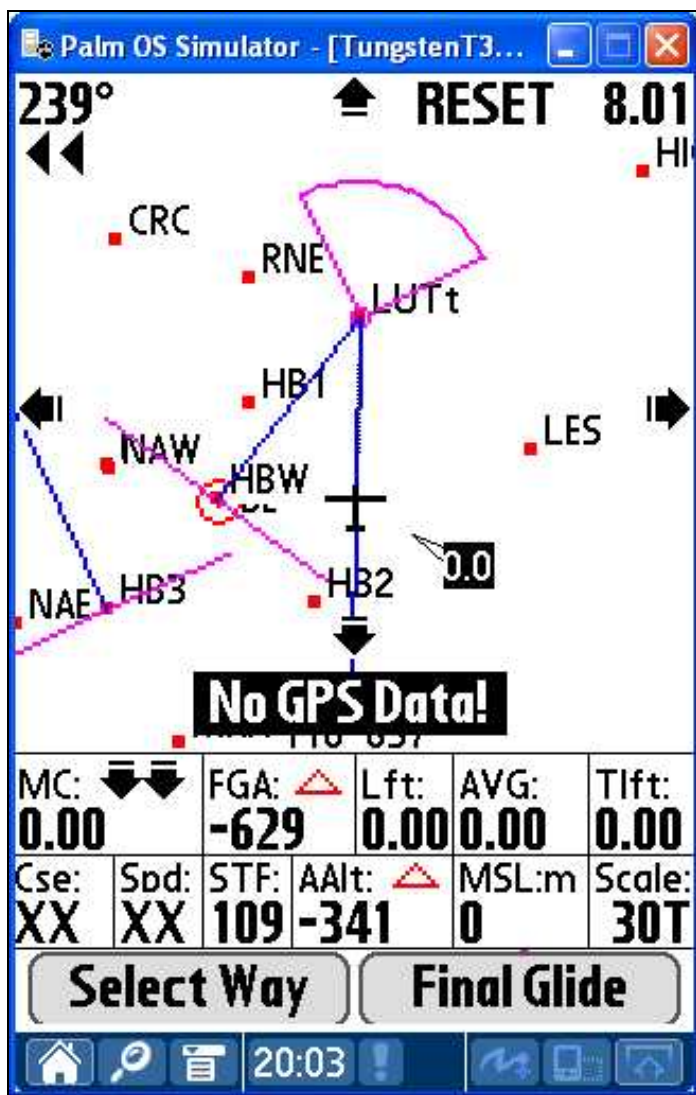 Palm OS Simulator - [TungstenT3...
239° RESET 8.01
CRC
RNE
LUTt
HB1
LES
NAW
HBW
0.0
HB2
HB3
NAE
No GPS Data!
MC: FGA: Lft: AVG: Tlft:
0.00 -629 0.00 0.00 0.00
Cse: Spd: STF: AAlt: MSL:m Scale:
XX XX 109 -341 0 30T
Select Way Final Glide
20:03